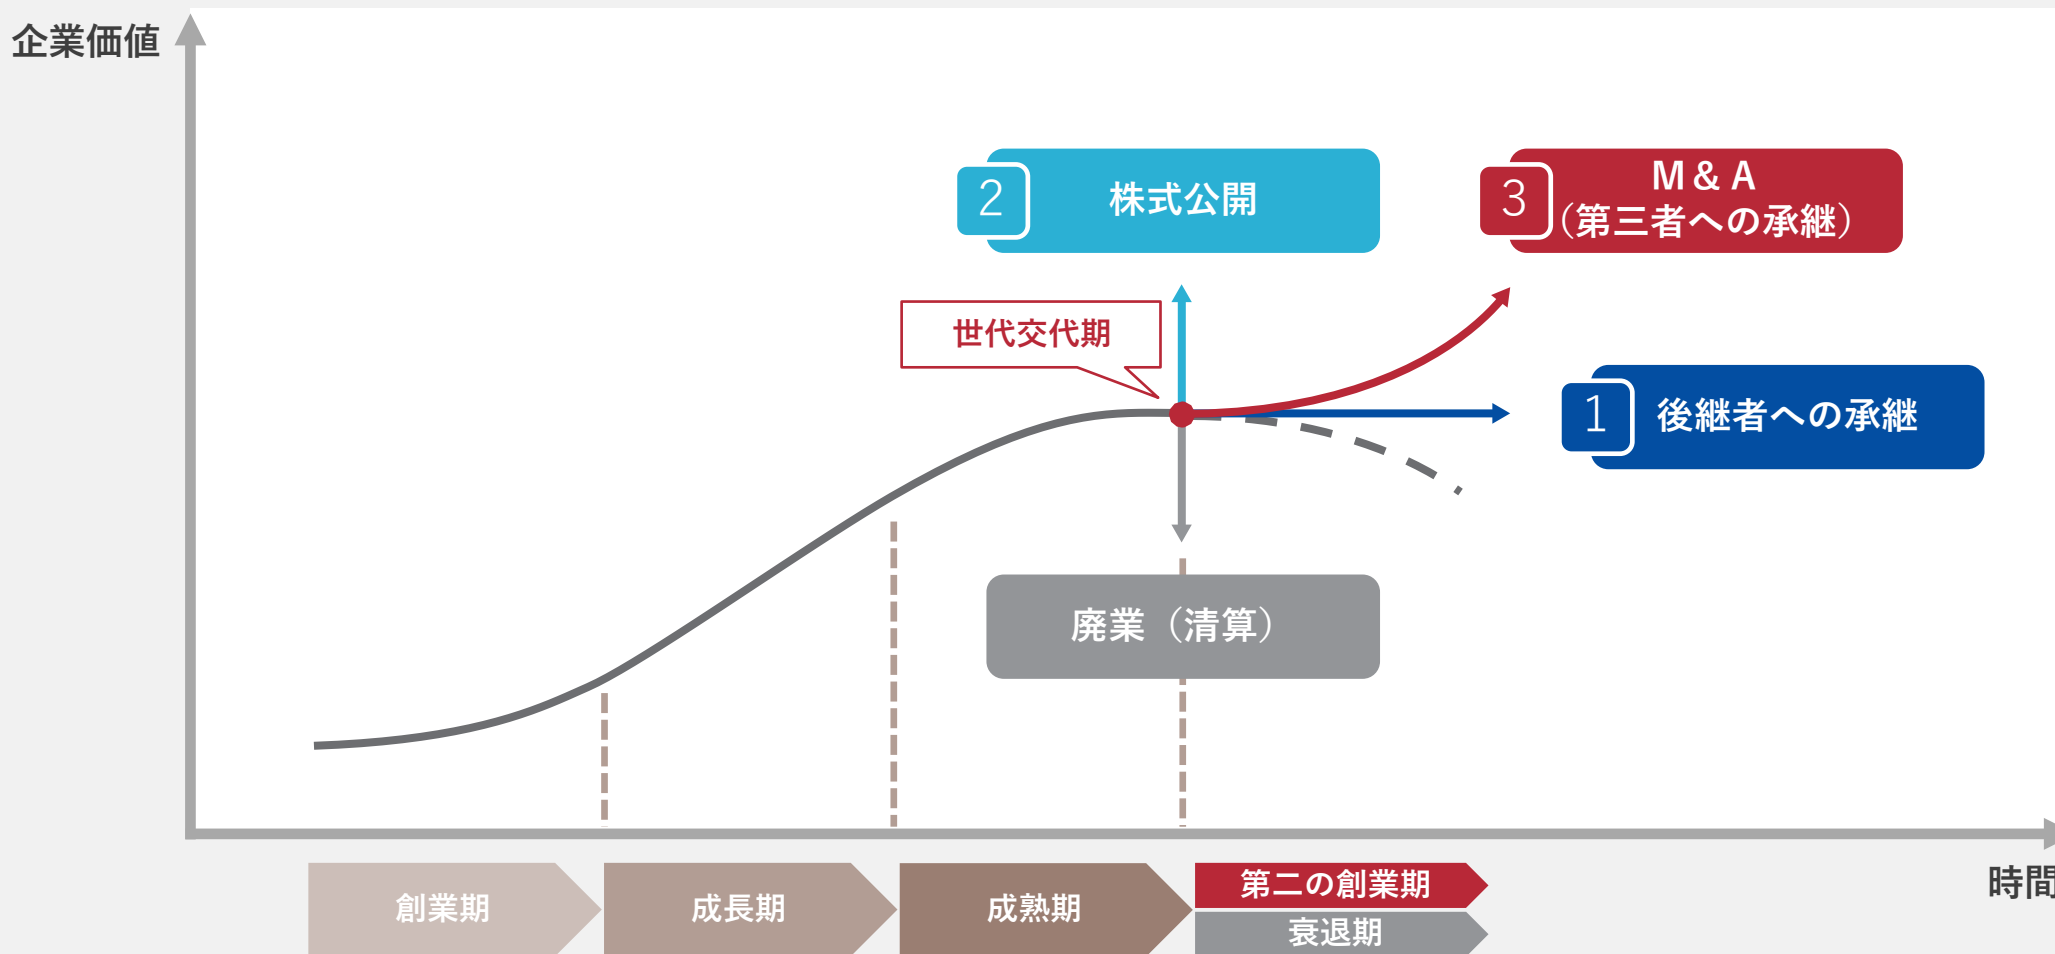 企業価値
2
株式公開
3
M & A
（第三者への承継）
世代交代期
1
後継者への承継
廃業（清算）
時間
創業期
成長期
成熟期
第二の創業期
衰退期